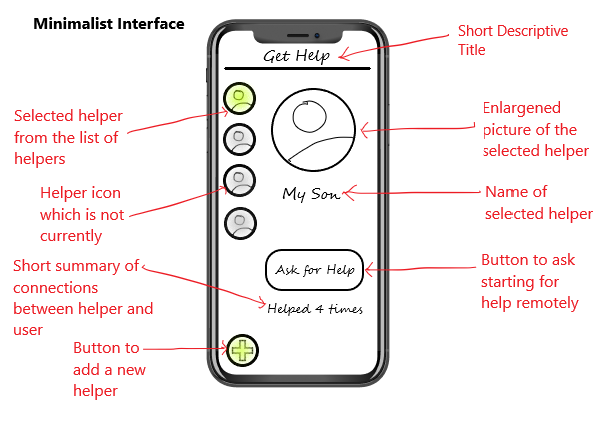 Minimalist Interface
Short Descriptive
Title
Get Help
Selected helper
from the list of
helpers
Enlargened
picture of the
selected helper
Helper icon
which is not
currently
My Son
Name of
selected helper
Short summary of
connections
between helper and
user
Ask for Help
Button to ask
starting for
help remotely
Helped 4 times
Button to
add a new
helper